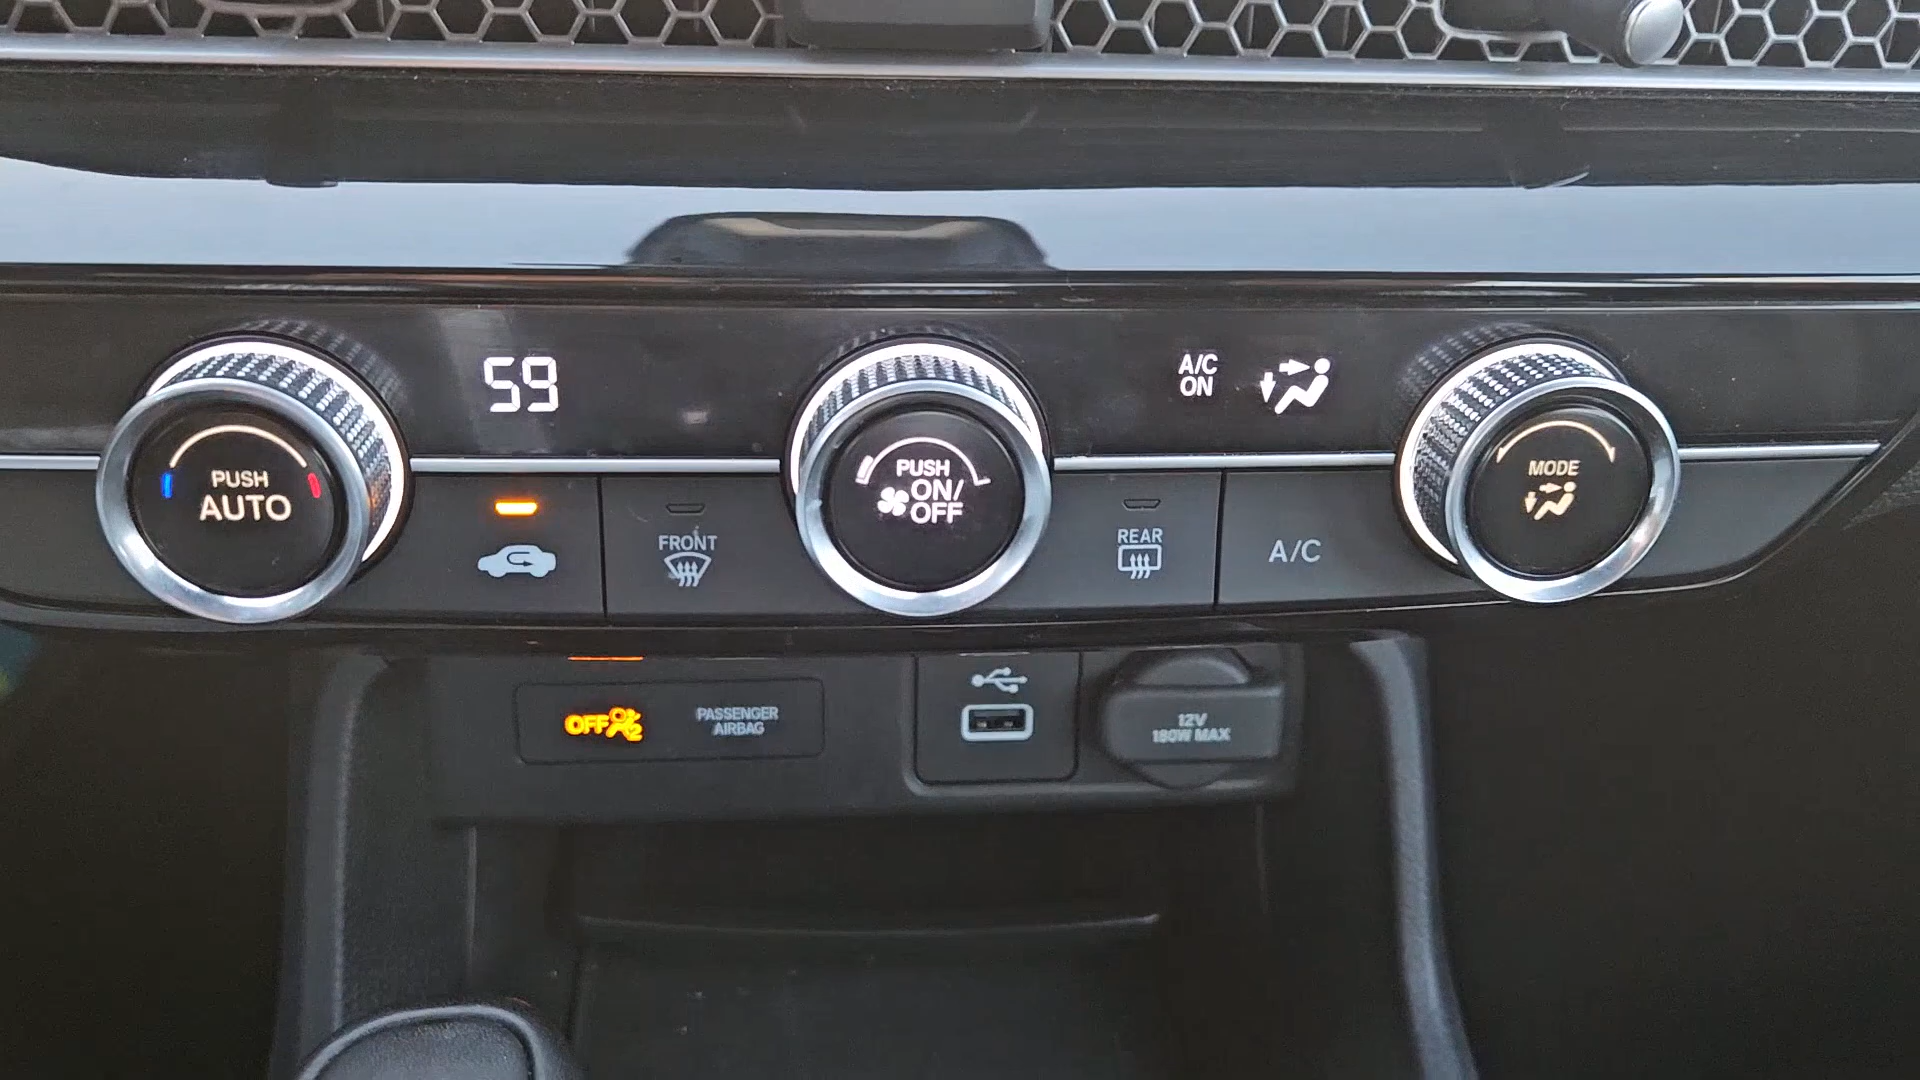 59
A/C
ON
PUSH
AUTO
PUSH
ON/
OFF
MODE
FRONT
REAR
A/C
OFF
PASSENGER
AIRBAG
12V
180W MAX